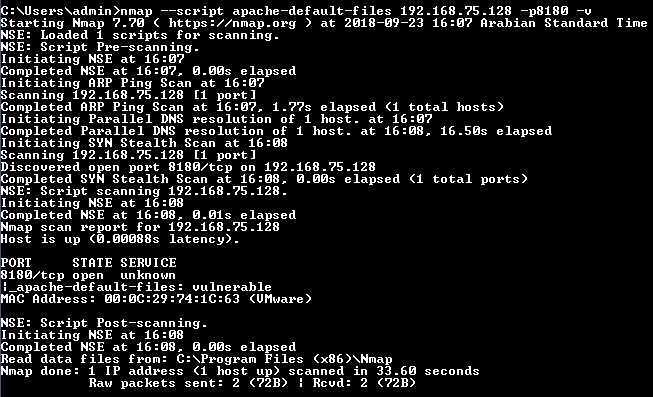 C:\Users\admin>nmap --script apache-default-files 192.168.75.128 -p8180 -v
Starting Nmap 7.70 ( https://nmap.org ) at 2018-09-23 16:07 Arabian Standard Time
NSE: Loaded 1 scripts for scanning.
NSE: Script Pre-scanning.
Initiating NSE at 16:07
Completed NSE at 16:07, 0.00s elapsed
Initiating ARP Ping Scan at 16:07
Scanning 192.168.75.128 [1 port]
Completed ARP Ping Scan at 16:07, 1.77s elapsed (1 total hosts)
Initiating Parallel DNS resolution of 1 host. at 16:07
Completed Parallel DNS resolution of 1 host. at 16:08, 16.50s elapsed
Initiating SYN Stealth Scan at 16:08
Scanning 192.168.75.128 [1 port]
Discovered open port 8180/tcp on 192.168.75.128
Completed SYN Stealth Scan at 16:08, 0.00s elapsed (1 total ports)
NSE: Script scanning 192.168.75.128.
Initiating NSE at 16:08
Completed NSE at 16:08, 0.01s elapsed
Nmap scan report for 192.168.75.128
Host is up (0.00088s latency).
PORT     STATE SERVICE
8180/tcp open  unknown
|_apache-default-files: vulnerable
MAC Address: 00:0C:29:74:1C:63 (VMware)
NSE: Script Post-scanning.
Initiating NSE at 16:08
Completed NSE at 16:08, 0.00s elapsed
Read data files from: C:\Program Files (x86)\Nmap
Nmap done: 1 IP address (1 host up) scanned in 33.60 seconds
           Raw packets sent: 2 (72B) | Rcvd: 2 (72B)